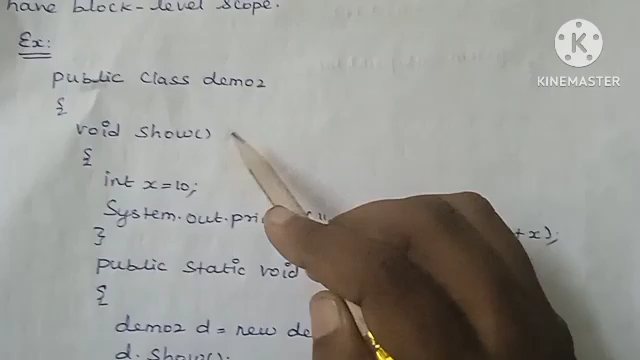 have block-level scope.
Ex:
public class demo2
{
void show()
{
int x=10;
System.out.pri + x);
}
public static void
{
demo2 d = new de
d. show();
K
KINEMASTER